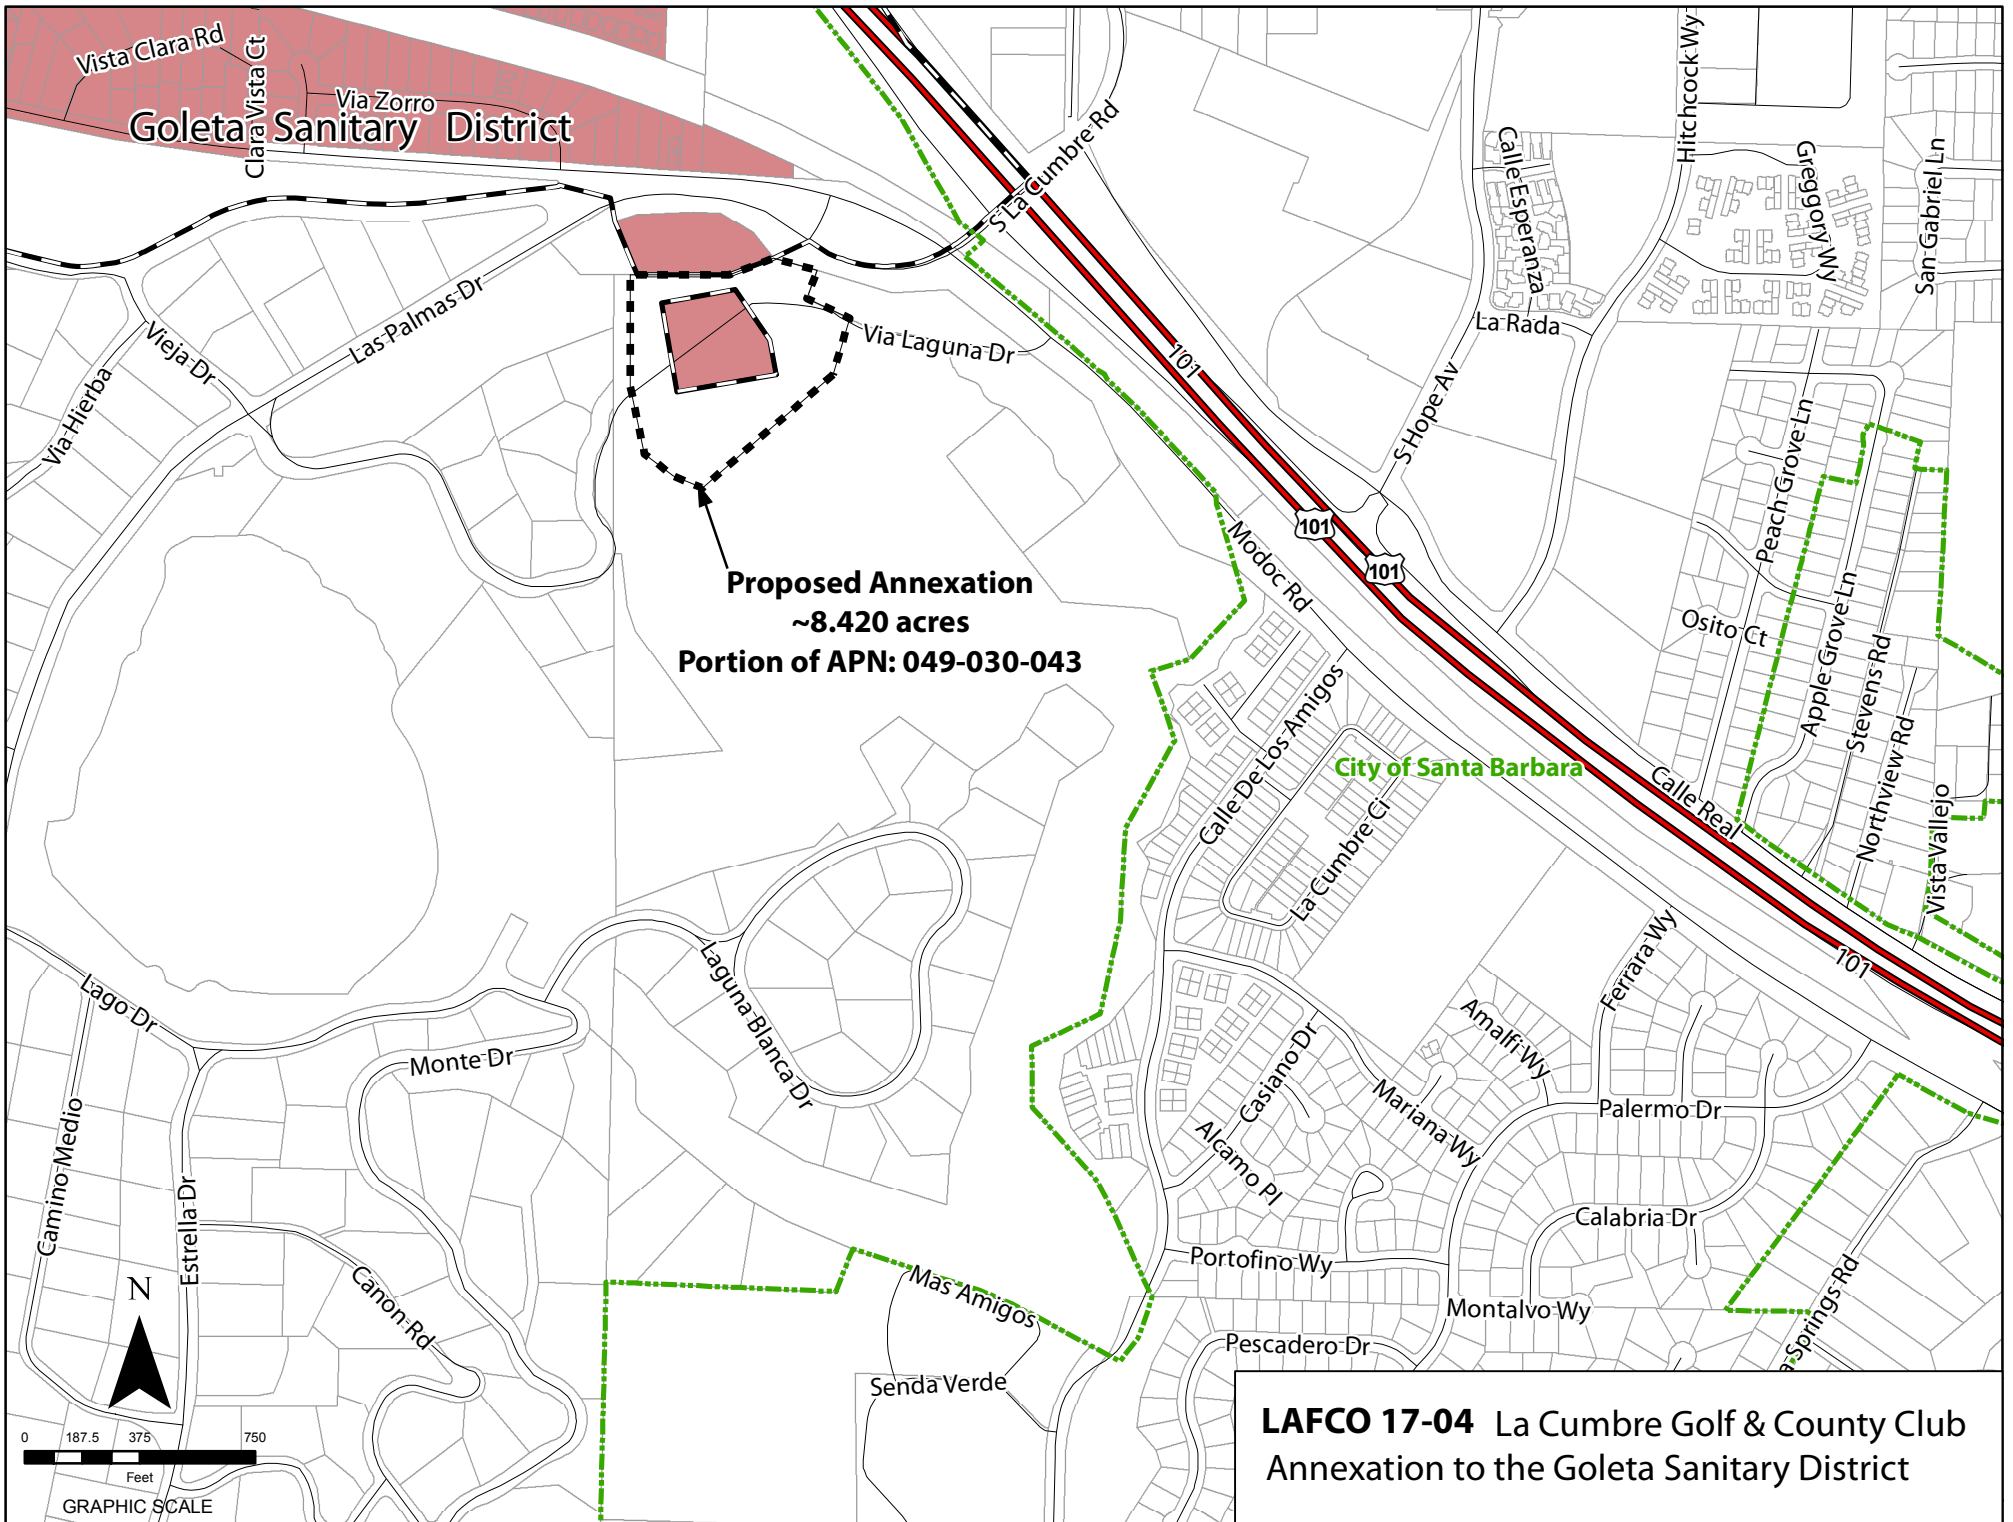 Vista Clara Rd
Clara Vista Ct
Via Zorro
Goleta Sanitary District
S La Cumbre Rd
Hitchcock Wy
Calle Esperanza
Greggory Wy
San Gabriel Ln
Las Palmas Dr
Vieja Dr
Via Hierba
Via Laguna Dr
La Rada
101
S Hope Av
Peach Grove Ln
101
101
Modoc Rd
Proposed Annexation
~8.420 acres
Portion of APN: 049-030-043
Osito Ct
Apple Grove Ln
Stevens Rd
Northview Rd
Vista Vallejo
City of Santa Barbara
Calle De Los Amigos
La Cumbre Ci
Calle Real
101
Lago Dr
Laguna Blanca Dr
Monte Dr
Ferrara Wy
Amalfi Wy
Casiano Dr
Mariana Wy
Alcamo Pl
Palermo Dr
Camino Medio
Estrella Dr
Canon Rd
Calabria Dr
Portofino Wy
Montalvo Wy
Mas Amigos
Pescadero Dr
Senda Verde
a Springs Rd
N
0 187.5 375 750
Feet
GRAPHIC SCALE
LAFCO 17-04 La Cumbre Golf & County Club
Annexation to the Goleta Sanitary District